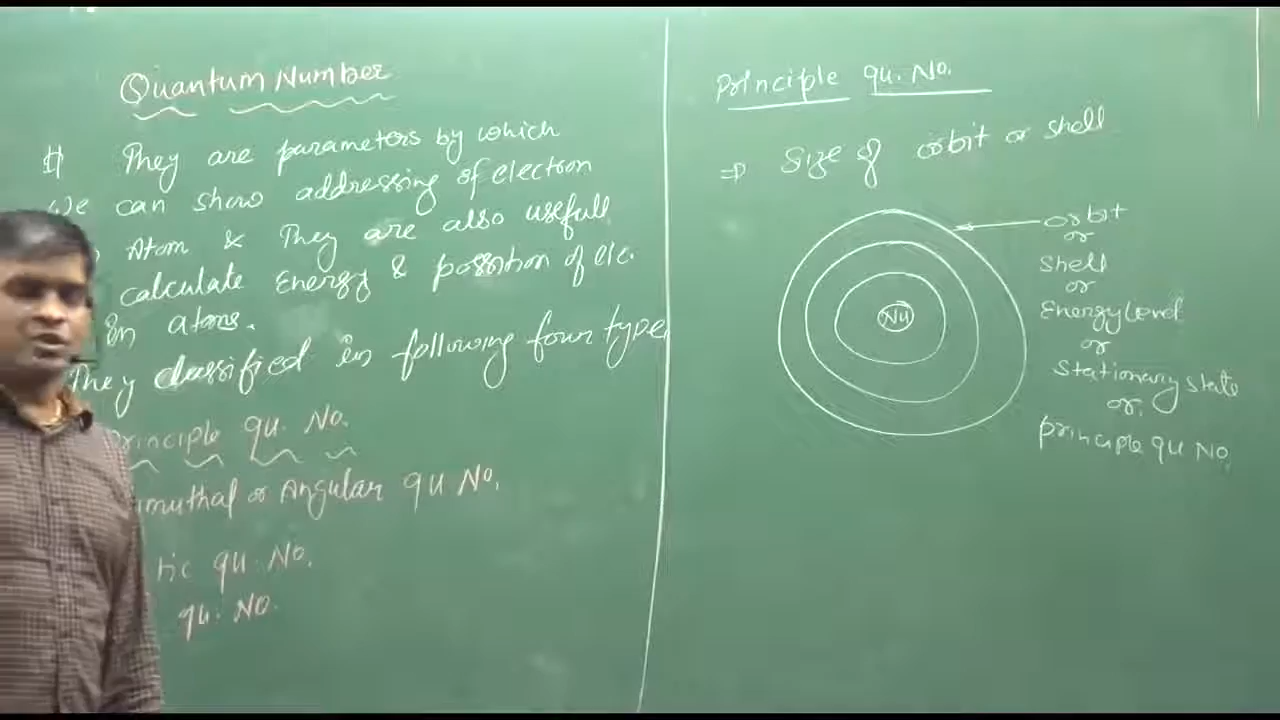 Quantum Number
They are parameters by which
we can show addressing of electron
Atom & They are also usefull
calculate Energy & possition of elc.
in atoms.
They classified in following four type
Principle qu. No.
imuthal or Angular qu No.
tic qu. No.
qu. No.
Principle qu. No.
⇒ Size of orbit or shell
Nu
orbit
or
Shell
or
Energy Level
or
Stationary State
or
principle qu No.